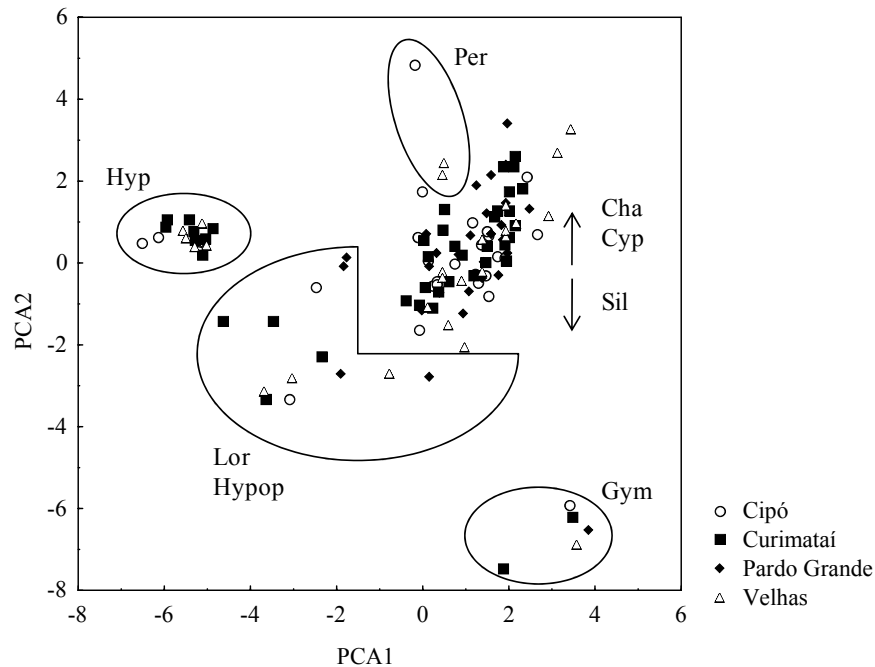 6
4
2
0
-2
-4
-6
-8
PCA2
-8
-6
-4
-2
0
2
4
6
PCA1
Per
Hyp
Cha
Cyp
Sil
Lor
Hypop
Gym
Cipó
Curimataí
Pardo Grande
Velhas